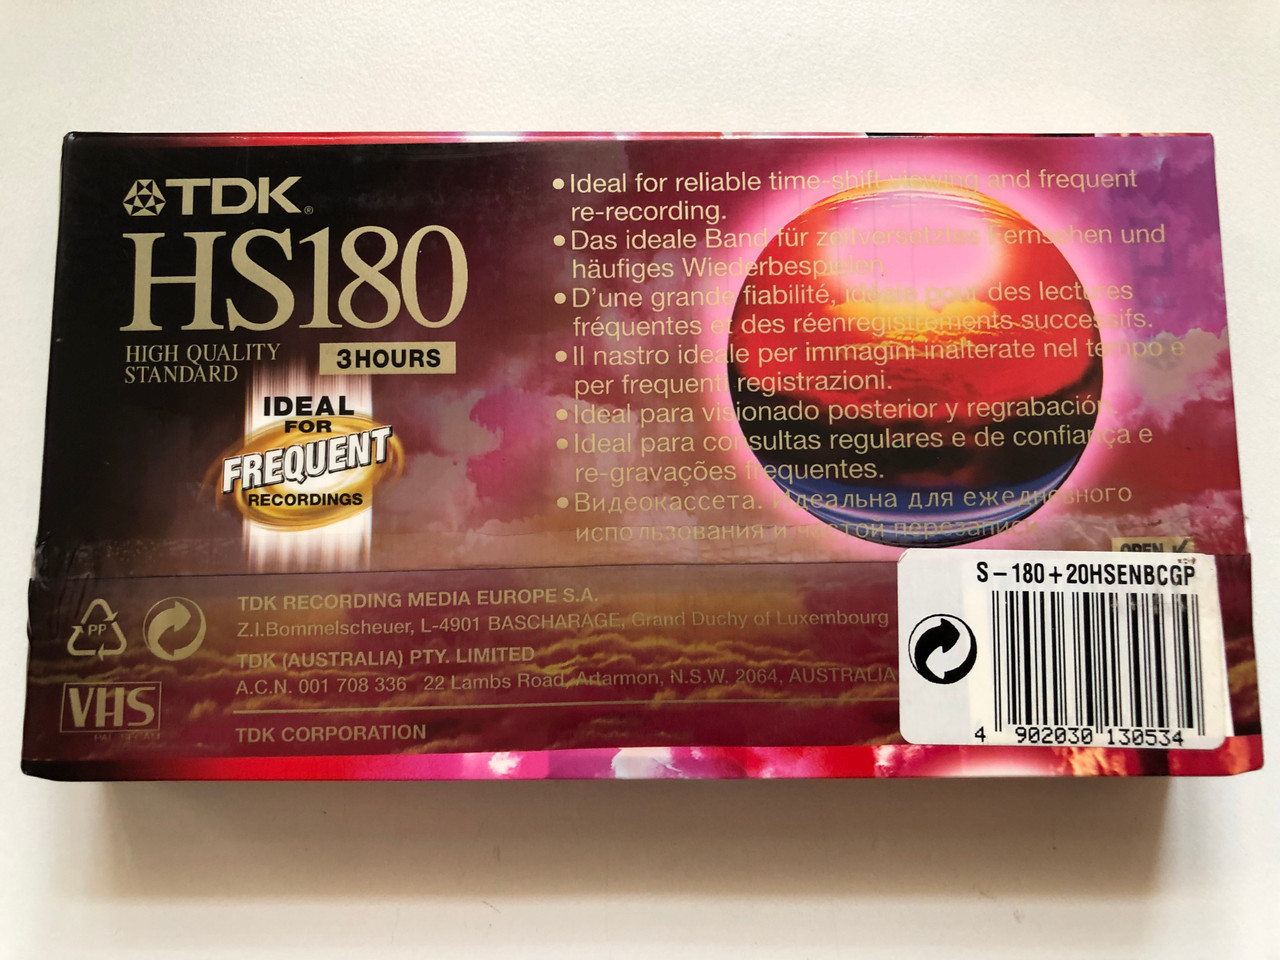 TDK®
HS180
HIGH QUALITY
STANDARD
3 HOURS
IDEAL
FOR
FREQUENT
RECORDINGS
• Ideal for reliable time-shift viewing and frequent
re-recording.
• Das ideale Band für zeitversetztes Fernsehen und
häufiges Wiederbespielen.
• D'une grande fiabilité, idéale pour des lectures
fréquentes et des réenregistrements successifs.
• Il nastro ideale per immagini inalterate nel tempo e
per frequenti registrazioni.
• Ideal para visionado posterior y regrabación.
• Ideal para consultas regulares e de confiança e
re-gravações frequentes.
• Видеокассета. Идеальна для ежедневного
использования и частой перезаписи.
OPEN
PP
TDK RECORDING MEDIA EUROPE S.A.
Z.I.Bommelscheuer, L-4901 BASCHARAGE, Grand Duchy of Luxembourg
TDK (AUSTRALIA) PTY. LIMITED
A.C.N. 001 708 336 22 Lambs Road, Artarmon, N.S.W. 2064, AUSTRALIA
TDK CORPORATION
VHS
PAL SECAM
S-180+20HSENBCGP
4 902030 130534